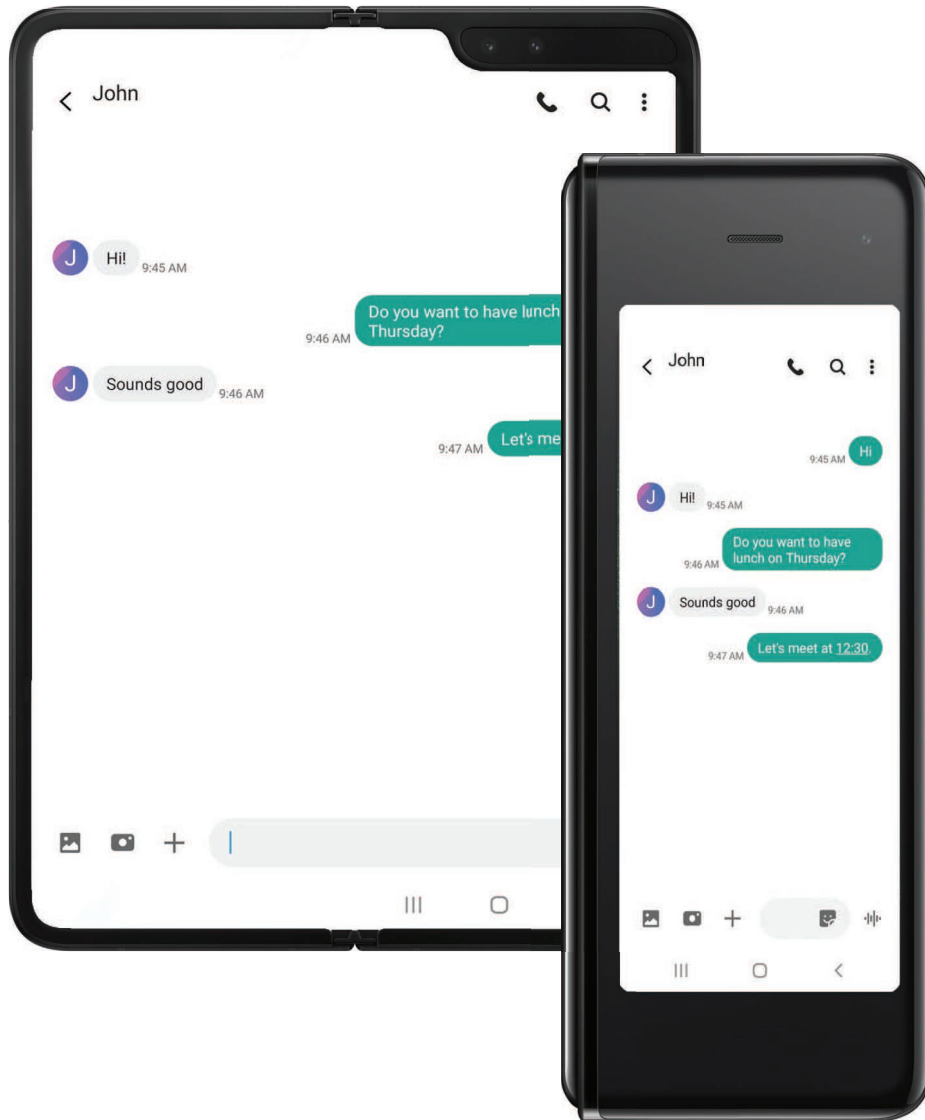 John
J
Hi!
9:45 AM
Do you want to have lunch
Thursday?
9:46 AM
J
Sounds good
9:46 AM
9:47 AM
Let's me
John
9:45 AM
Hi
J
Hi!
9:45 AM
Do you want to have
lunch on Thursday?
9:46 AM
J
Sounds good
9:46 AM
9:47 AM
Let's meet at 12:30.